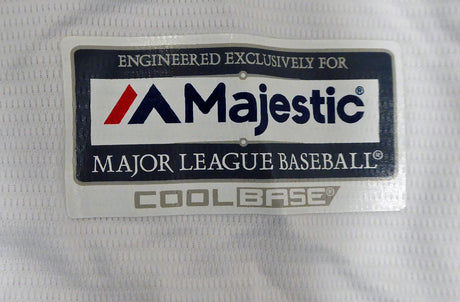 ENGINEERED EXCLUSIVELY FOR
Majestic®
MAJOR LEAGUE BASEBALL®
COOLBASE®